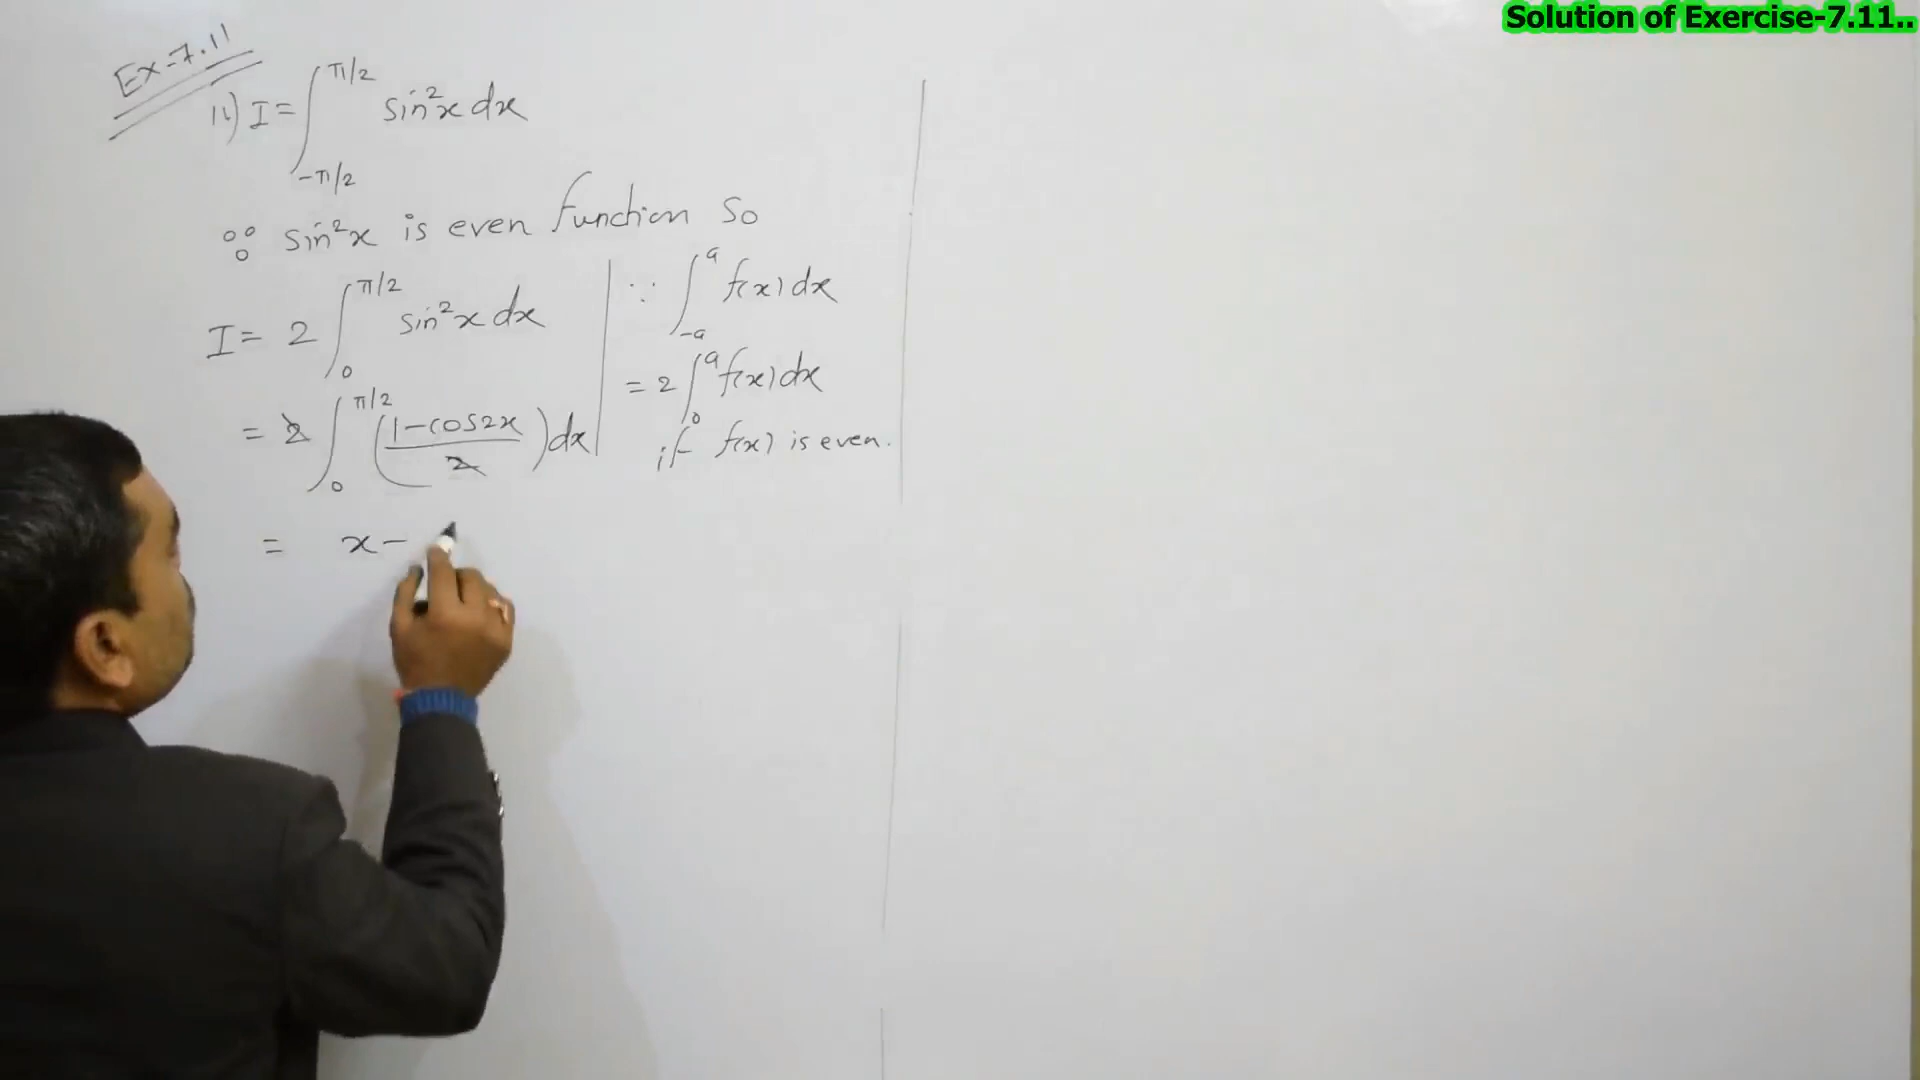 Solution of Exercise-7.11..
Ex-7.11
11) I = ∫_{-π/2}^{π/2} sin²x dx
∵ sin²x is even function So
I = 2 ∫_0^{π/2} sin²x dx
= 2 ∫_0^{π/2} (1-cos2x / 2) dx
= x -
∵ ∫_{-a}^{a} f(x) dx
= 2 ∫_0^a f(x) dx
if f(x) is even.